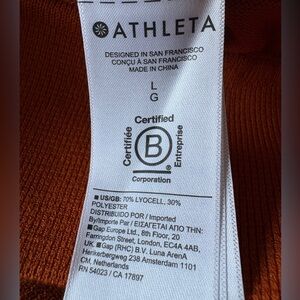 ATHLETA
DESIGNED IN SAN FRANCISCO
CONÇU À SAN FRANCISCO
MADE IN CHINA
L
G
Certified
Certifiée
B
Entreprise
Corporation
■US/GB: 70% LYOCELL, 30%
POLYESTER
DISTRIBUIDO POR / Imported
By/Importe Par / ΕΙΣΑΓΕΤΑΙ ΑΠΟ ΤΗΝ
■Gap Europe Ltd., 8th Floor, 20
Farringdon Street, London, EC4A 4AB,
UK. ■Gap (RHC) B.V. Luna ArenA
Herikerbergweg 238 Amsterdam 1101
CM, Netherlands
RN 54023 / CA 17897